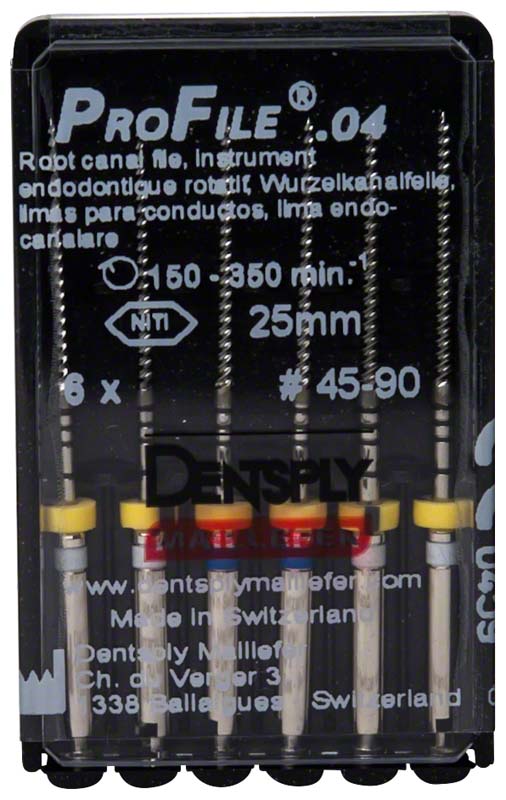 PROFILE® .04
Root canal file, instrument
endodontique rotatif, Wurzelkanalfeile,
limas para conductos, lima endo-
canalare
150 - 350 min.-1
NiTi 25mm
6 x # 45-90
DENTSPLY
MAILLEFER
www.dentsplymaillefer.com
Made in Switzerland
Dentsply Maillefer
Ch. du Verger 3
1338 Ballaigues Switzerland
0459